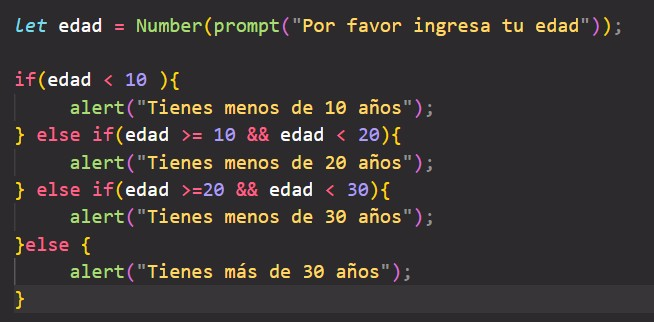 let edad = Number(prompt("Por favor ingresa tu edad"));
if(edad < 10 ){
alert("Tienes menos de 10 años");
} else if(edad >= 10 && edad < 20){
alert("Tienes menos de 20 años");
} else if(edad >=20 && edad < 30){
alert("Tienes menos de 30 años");
}else {
alert("Tienes más de 30 años");
}